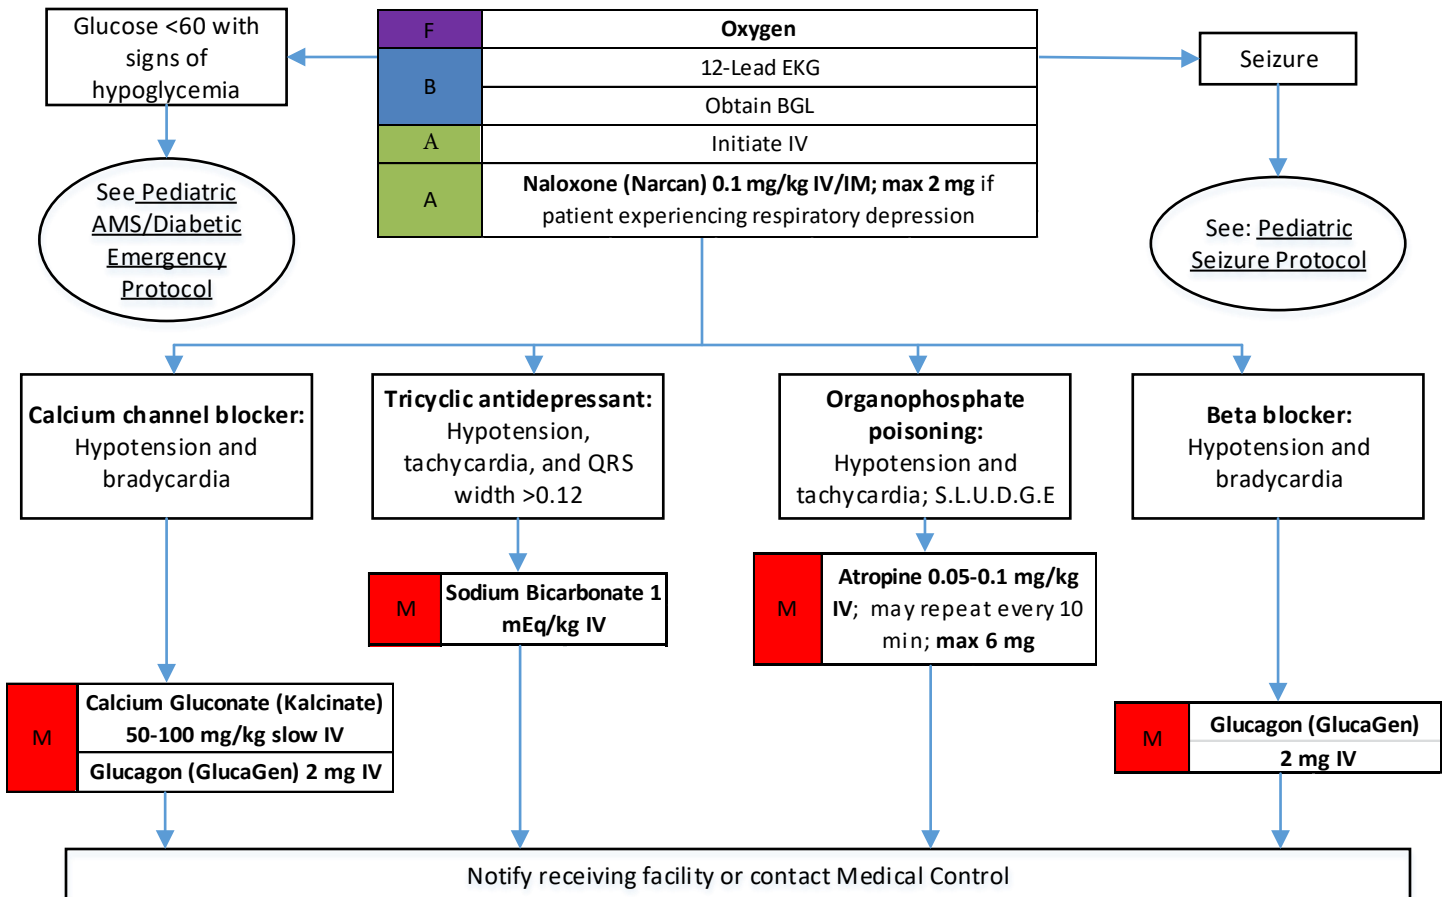 Glucose <60 with
signs of
hypoglycemia
F
Oxygen
B
12-Lead EKG
Obtain BGL
A
Initiate IV
A
Naloxone (Narcan) 0.1 mg/kg IV/IM; max 2 mg if
patient experiencing respiratory depression
Seizure
See Pediatric
AMS/Diabetic
Emergency
Protocol
See: Pediatric
Seizure Protocol
Calcium channel blocker:
Hypotension and
bradycardia
Tricyclic antidepressant:
Hypotension,
tachycardia, and QRS
width >0.12
Organophosphate
poisoning:
Hypotension and
tachycardia; S.L.U.D.G.E
Beta blocker:
Hypotension and
bradycardia
M
Calcium Gluconate (Kalcinate)
50-100 mg/kg slow IV
Glucagon (GlucaGen) 2 mg IV
M
Sodium Bicarbonate 1
mEq/kg IV
M
Atropine 0.05-0.1 mg/kg
IV; may repeat every 10
min; max 6 mg
M
Glucagon (GlucaGen)
2 mg IV
Notify receiving facility or contact Medical Control